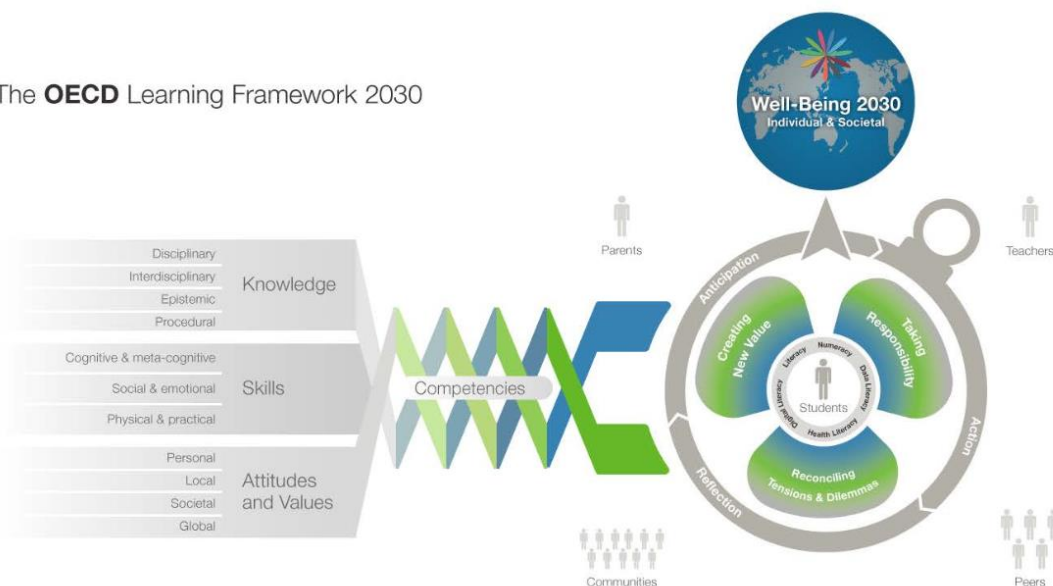 The OECD Learning Framework 2030
Well-Being 2030
Individual & Societal
Parents
Teachers
Disciplinary
Interdisciplinary
Epistemic
Procedural
Knowledge
Cognitive & meta-cognitive
Social & emotional
Physical & practical
Skills
Personal
Local
Societal
Global
Attitudes
and Values
Competencies
Anticipation
Action
Reflection
Creating
New Value
Taking
Responsibility
Reconciling
Tensions & Dilemmas
Literacy
Numeracy
Data Literacy
Health Literacy
Digital Literacy
Students
Communities
Peers